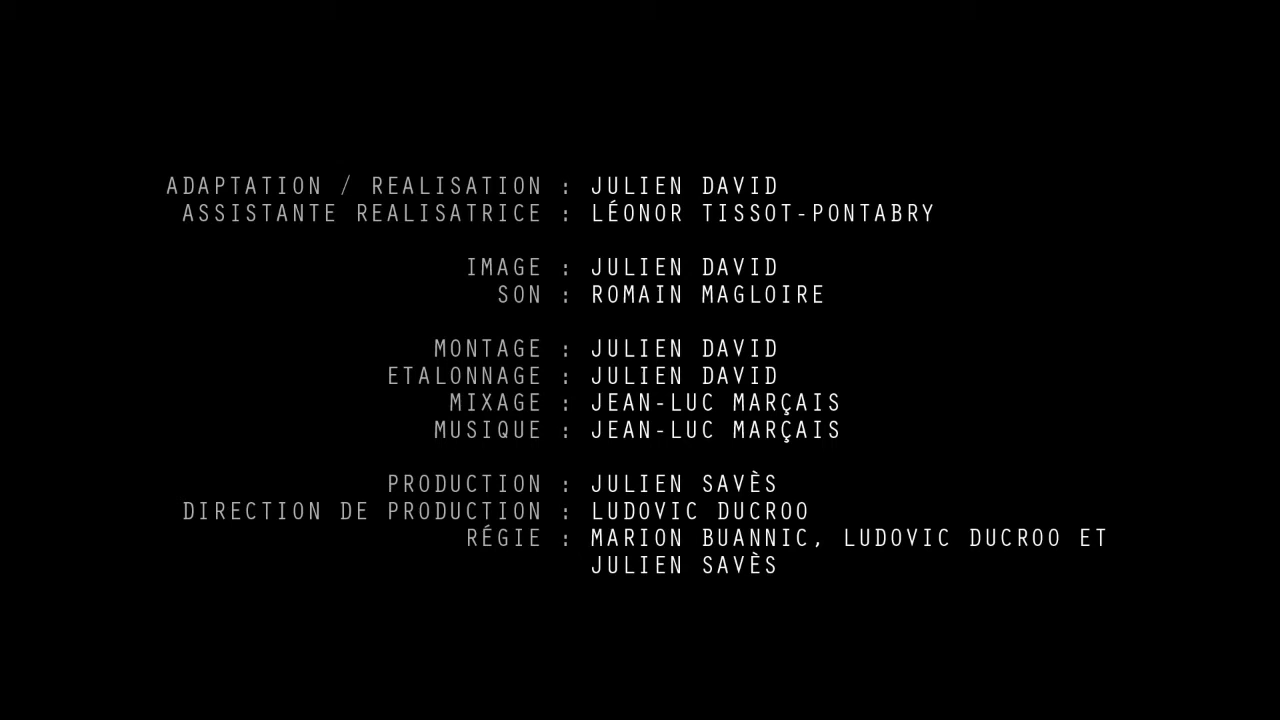 ADAPTATION / REALISATION : JULIEN DAVID
ASSISTANTE REALISATRICE : LÉONOR TISSOT-PONTABRY
IMAGE : JULIEN DAVID
SON : ROMAIN MAGLOIRE
MONTAGE : JULIEN DAVID
ETALONNAGE : JULIEN DAVID
MIXAGE : JEAN-LUC MARÇAIS
MUSIQUE : JEAN-LUC MARÇAIS
PRODUCTION : JULIEN SAVÈS
DIRECTION DE PRODUCTION : LUDOVIC DUCROO
RÉGIE : MARION BUANNIC, LUDOVIC DUCROO ET
JULIEN SAVÈS